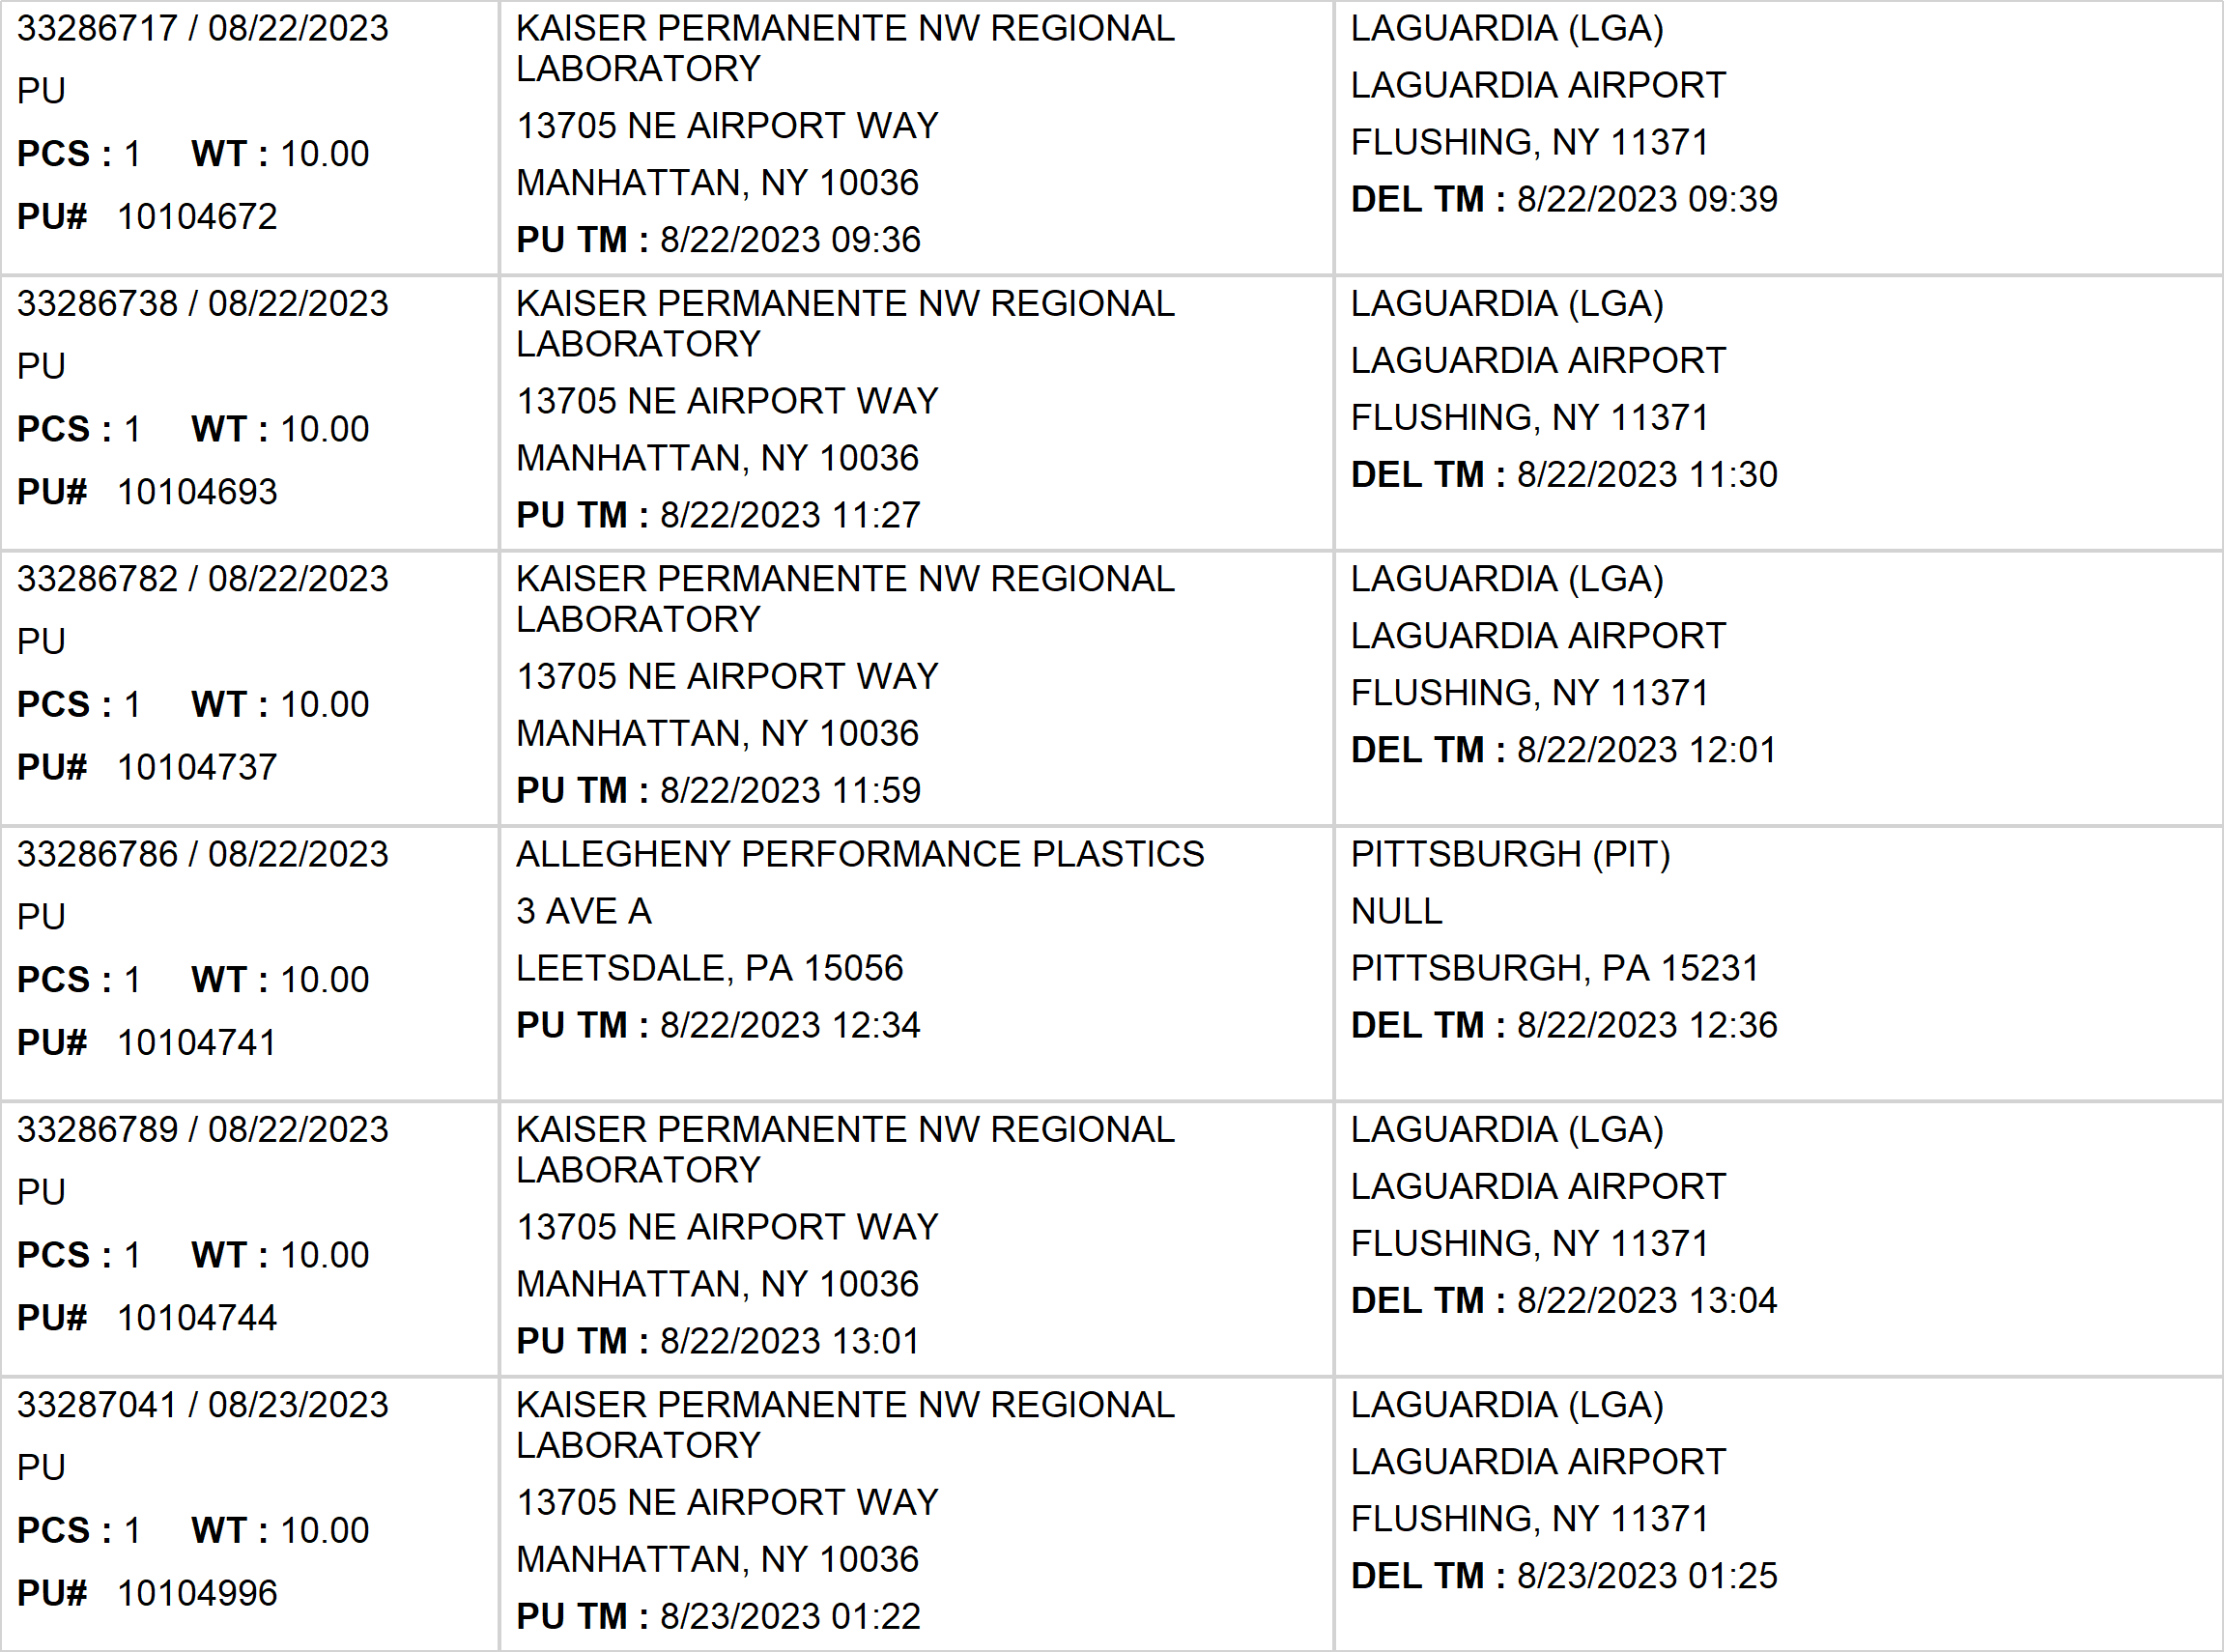 33286717 / 08/22/2023
PU
PCS : 1 WT : 10.00
PU# 10104672
KAISER PERMANENTE NW REGIONAL
LABORATORY
13705 NE AIRPORT WAY
MANHATTAN, NY 10036
PU TM : 8/22/2023 09:36
LAGUARDIA (LGA)
LAGUARDIA AIRPORT
FLUSHING, NY 11371
DEL TM : 8/22/2023 09:39
33286738 / 08/22/2023
PU
PCS : 1 WT : 10.00
PU# 10104693
KAISER PERMANENTE NW REGIONAL
LABORATORY
13705 NE AIRPORT WAY
MANHATTAN, NY 10036
PU TM : 8/22/2023 11:27
LAGUARDIA (LGA)
LAGUARDIA AIRPORT
FLUSHING, NY 11371
DEL TM : 8/22/2023 11:30
33286782 / 08/22/2023
PU
PCS : 1 WT : 10.00
PU# 10104737
KAISER PERMANENTE NW REGIONAL
LABORATORY
13705 NE AIRPORT WAY
MANHATTAN, NY 10036
PU TM : 8/22/2023 11:59
LAGUARDIA (LGA)
LAGUARDIA AIRPORT
FLUSHING, NY 11371
DEL TM : 8/22/2023 12:01
33286786 / 08/22/2023
PU
PCS : 1 WT : 10.00
PU# 10104741
ALLEGHENY PERFORMANCE PLASTICS
3 AVE A
LEETSDALE, PA 15056
PU TM : 8/22/2023 12:34
PITTSBURGH (PIT)
NULL
PITTSBURGH, PA 15231
DEL TM : 8/22/2023 12:36
33286789 / 08/22/2023
PU
PCS : 1 WT : 10.00
PU# 10104744
KAISER PERMANENTE NW REGIONAL
LABORATORY
13705 NE AIRPORT WAY
MANHATTAN, NY 10036
PU TM : 8/22/2023 13:01
LAGUARDIA (LGA)
LAGUARDIA AIRPORT
FLUSHING, NY 11371
DEL TM : 8/22/2023 13:04
33287041 / 08/23/2023
PU
PCS : 1 WT : 10.00
PU# 10104996
KAISER PERMANENTE NW REGIONAL
LABORATORY
13705 NE AIRPORT WAY
MANHATTAN, NY 10036
PU TM : 8/23/2023 01:22
LAGUARDIA (LGA)
LAGUARDIA AIRPORT
FLUSHING, NY 11371
DEL TM : 8/23/2023 01:25